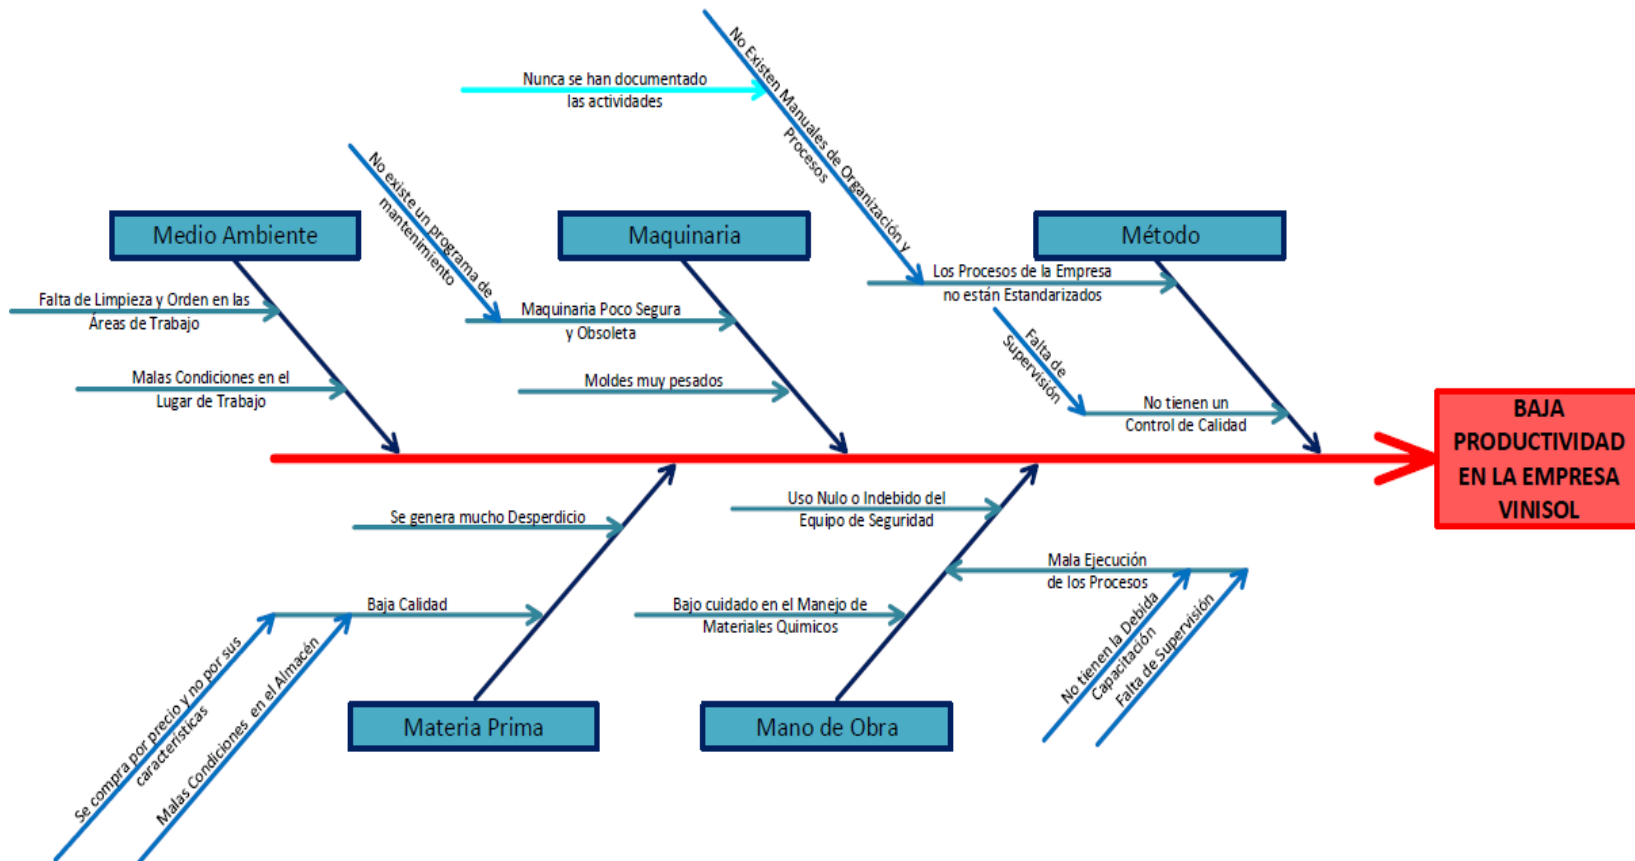 Nunca se han documentado
las actividades
No Existen Manuales de Organización y
Procesos
No existe un programa de
mantenimiento
Medio Ambiente
Maquinaria
Método
Falta de Limpieza y Orden en las
Áreas de Trabajo
Malas Condiciones en el
Lugar de Trabajo
Maquinaria Poco Segura
y Obsoleta
Moldes muy pesados
Los Procesos de la Empresa
no están Estandarizados
Falta de
Supervisión
No tienen un
Control de Calidad
BAJA
PRODUCTIVIDAD
EN LA EMPRESA
VINISOL
Se genera mucho Desperdicio
Baja Calidad
Se compra por precio y no por sus
características
Malas Condiciones en el Almacén
Materia Prima
Uso Nulo o Indebido del
Equipo de Seguridad
Mala Ejecución
de los Procesos
Bajo cuidado en el Manejo de
Materiales Quimicos
No tienen la Debida
Capacitación
Falta de Supervisión
Mano de Obra